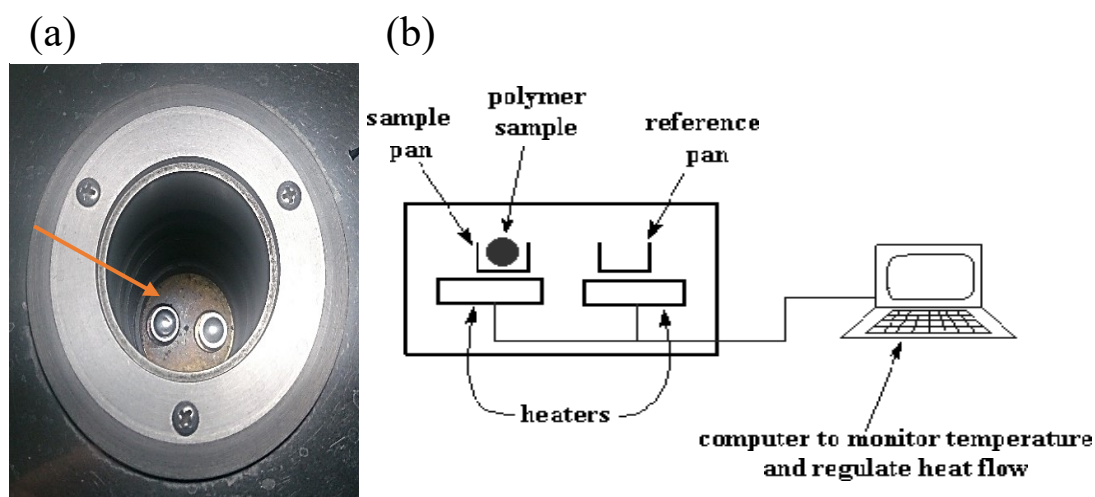 (a)
(b)
sample
pan
polymer
sample
reference
pan
heaters
computer to monitor temperature
and regulate heat flow